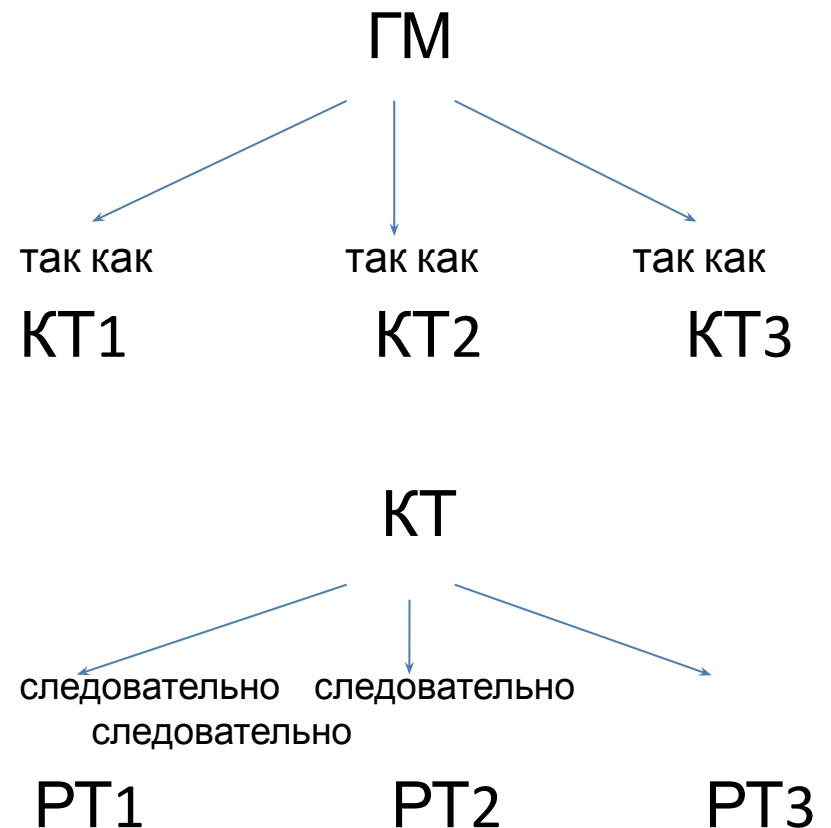 ГМ
так как так как так как
КТ1 КТ2 КТ3
КТ
следовательно следовательно
следовательно
РТ1 РТ2 РТ3